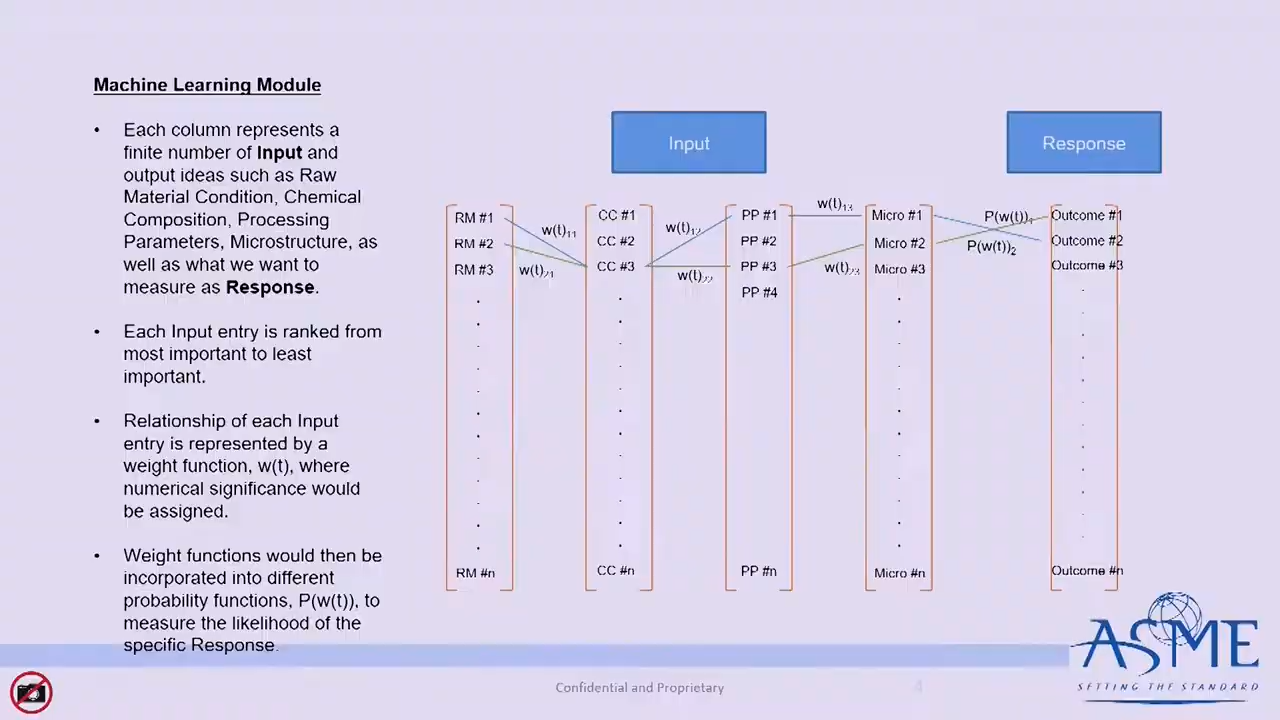 Machine Learning Module
• Each column represents a
finite number of Input and
output ideas such as Raw
Material Condition, Chemical
Composition, Processing
Parameters, Microstructure, as
well as what we want to
measure as Response.
• Each Input entry is ranked from
most important to least
important.
• Relationship of each Input
entry is represented by a
weight function, w(t), where
numerical significance would
be assigned.
• Weight functions would then be
incorporated into different
probability functions, P(w(t)), to
measure the likelihood of the
specific Response.
Input
Response
RM #1
RM #2
RM #3
RM #n
w(t)₁₁
w(t)₂₁
CC #1
CC #2
CC #3
CC #n
w(t)₁₂
w(t)₂₂
PP #1
PP #2
PP #3
PP #4
PP #n
w(t)₁₃
w(t)₂₃
Micro #1
Micro #2
Micro #3
Micro #n
P(w(t))₁
P(w(t))₂
Outcome #1
Outcome #2
Outcome #3
Outcome #n
Confidential and Proprietary
4
ASME
SETTING THE STANDARD